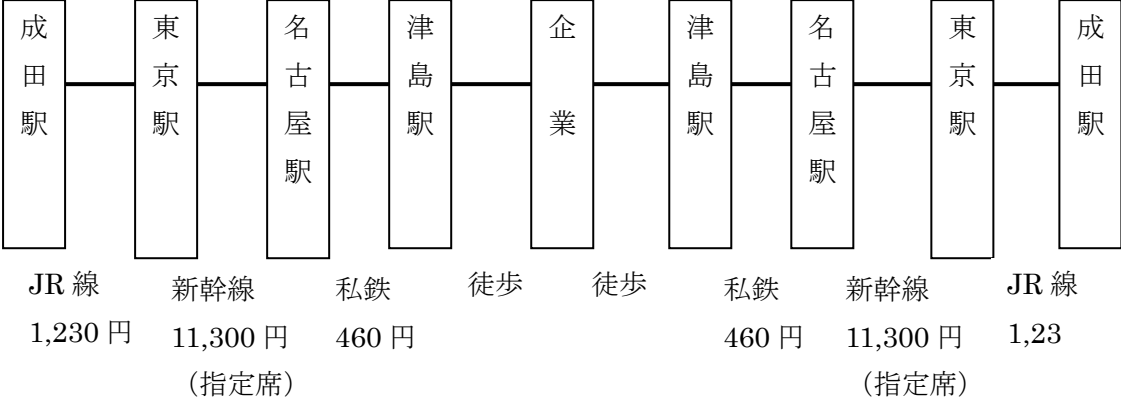 成田駅
東京駅
名古屋駅
津島駅
企業
津島駅
名古屋駅
東京駅
成田駅
JR線 新幹線 私鉄 徒歩 徒歩 私鉄 新幹線 JR線
1,230円 11,300円 460円 460円 11,300円 1,23
（指定席） （指定席）